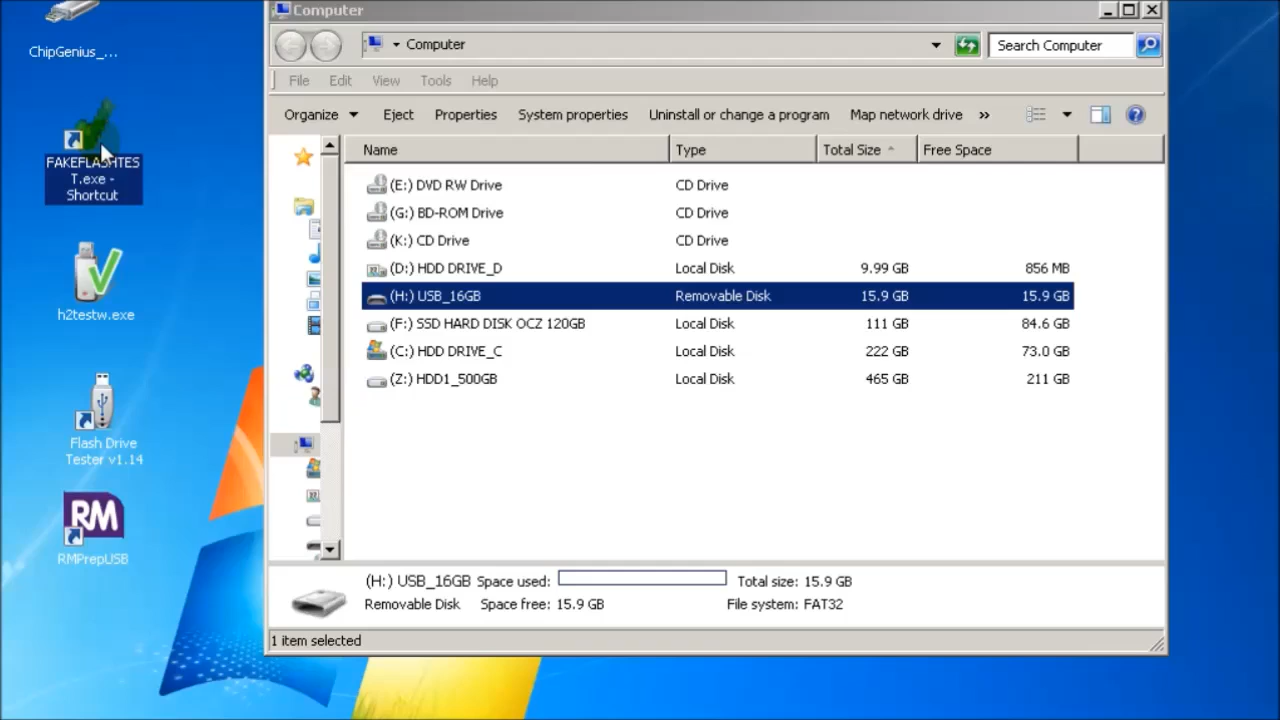 ChipGenius_...
FAKEFLASHTES
T.exe -
Shortcut
h2testw.exe
Flash Drive
Tester v1.14
RM
RMPrepUSB
Computer
Computer
Search Computer
File Edit View Tools Help
Organize Eject Properties System properties Uninstall or change a program Map network drive »
Name Type Total Size Free Space
(E:) DVD RW Drive CD Drive
(G:) BD-ROM Drive CD Drive
(K:) CD Drive CD Drive
(D:) HDD DRIVE_D Local Disk 9.99 GB 856 MB
(H:) USB_16GB Removable Disk 15.9 GB 15.9 GB
(F:) SSD HARD DISK OCZ 120GB Local Disk 111 GB 84.6 GB
(C:) HDD DRIVE_C Local Disk 222 GB 73.0 GB
(Z:) HDD1_500GB Local Disk 465 GB 211 GB
(H:) USB_16GB Space used: Total size: 15.9 GB
Removable Disk Space free: 15.9 GB File system: FAT32
1 item selected